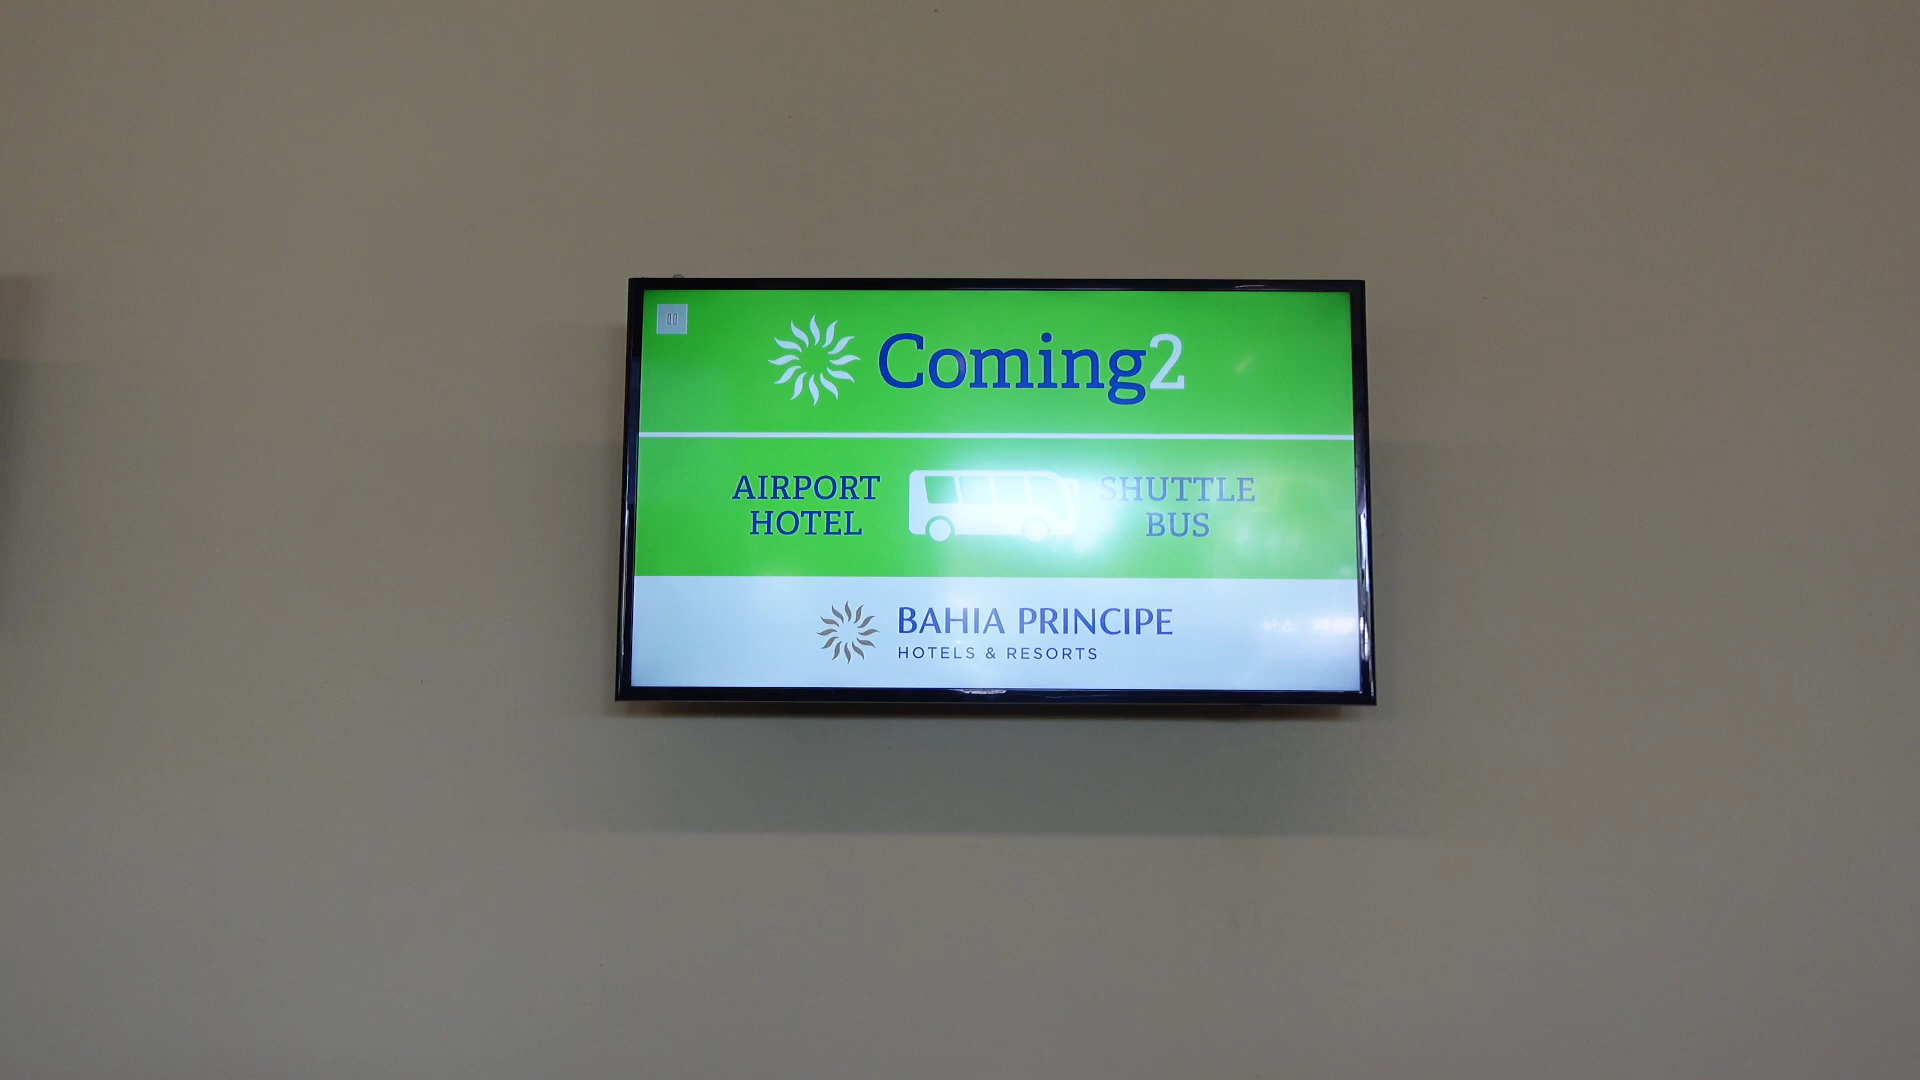 Coming2
AIRPORT
HOTEL
SHUTTLE
BUS
BAHIA PRINCIPE
HOTELS & RESORTS